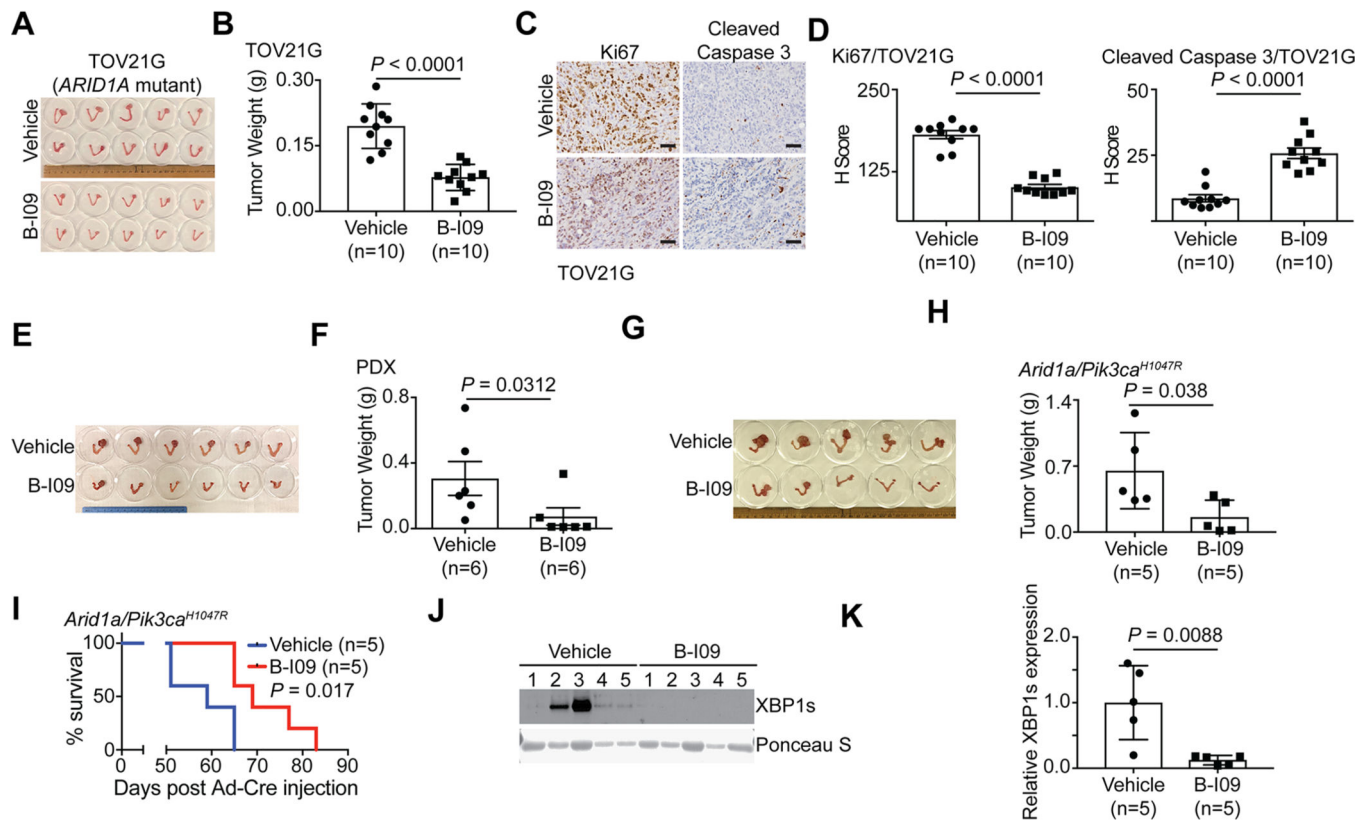 A
TOV21G
(ARID1A mutant)
Vehicle
B-I09
B
TOV21G
P < 0.0001
Tumor Weight (g)
0.30
0.15
0.00
Vehicle
(n=10)
B-I09
(n=10)
C
Ki67
Cleaved
Caspase 3
Vehicle
B-I09
TOV21G
D
Ki67/TOV21G
P < 0.0001
H Score
250
125
Vehicle
(n=10)
B-I09
(n=10)
Cleaved Caspase 3/TOV21G
P < 0.0001
H Score
50
25
Vehicle
(n=10)
B-I09
(n=10)
E
Vehicle
B-I09
F
PDX
P = 0.0312
Tumor Weight (g)
0.8
0.4
0.0
Vehicle
(n=6)
B-I09
(n=6)
G
Vehicle
B-I09
H
Arid1a/Pik3caH1047R
P = 0.038
Tumor Weight (g)
1.4
0.7
0.0
Vehicle
(n=5)
B-I09
(n=5)
I
Arid1a/Pik3caH1047R
Vehicle (n=5)
B-I09 (n=5)
P = 0.017
% survival
100
50
0
0 50 60 70 80 90
Days post Ad-Cre injection
J
Vehicle B-I09
1 2 3 4 5 1 2 3 4 5
XBP1s
Ponceau S
K
P = 0.0088
Relative XBP1s expression
2.0
1.0
0.0
Vehicle
(n=5)
B-I09
(n=5)